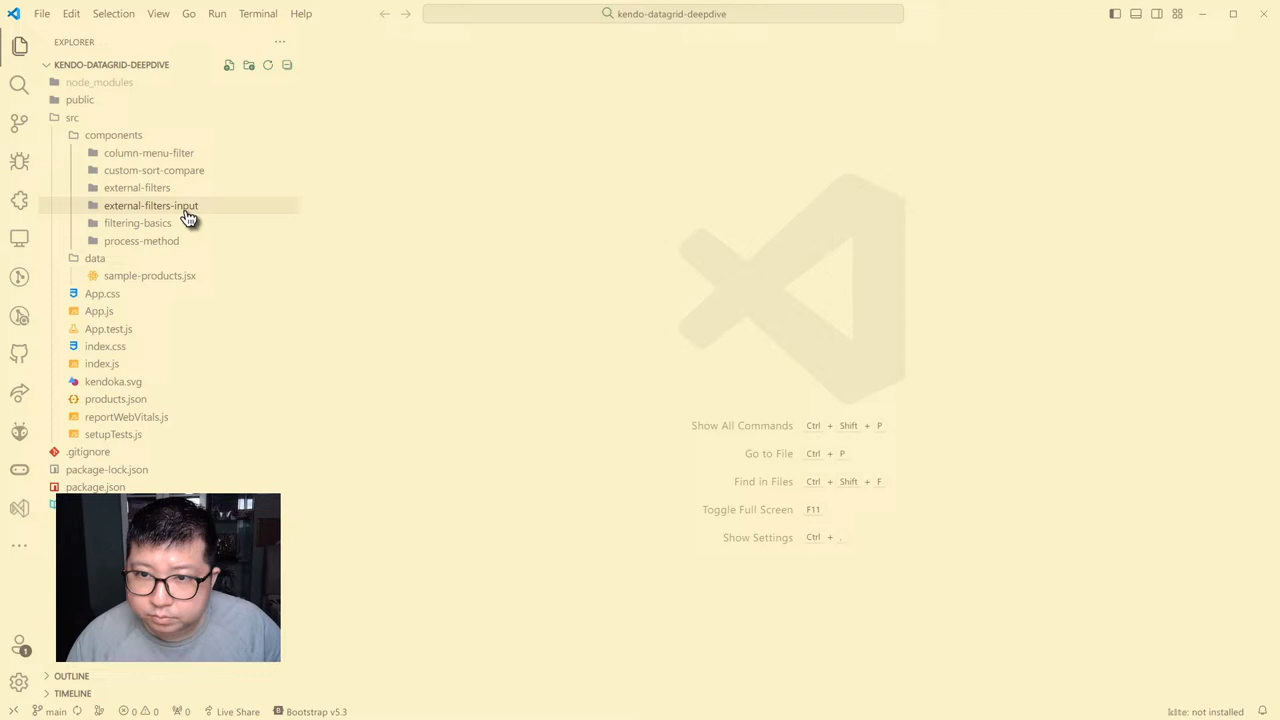 File Edit Selection View Go Run Terminal Help
kendo-datagrid-deepdive
EXPLORER
KENDO-DATAGRID-DEEPDIVE
node_modules
public
src
components
column-menu-filter
custom-sort-compare
external-filters
external-filters-input
filtering-basics
process-method
data
sample-products.jsx
App.css
App.js
App.test.js
index.css
index.js
kendoka.svg
products.json
reportWebVitals.js
setupTests.js
.gitignore
package-lock.json
package.json
Show All Commands Ctrl + Shift + P
Go to File Ctrl + P
Find in Files Ctrl + Shift + F
Toggle Full Screen F11
Show Settings Ctrl + .
1
OUTLINE
TIMELINE
main 0 0 0 Live Share Bootstrap v5.3
kite: not installed